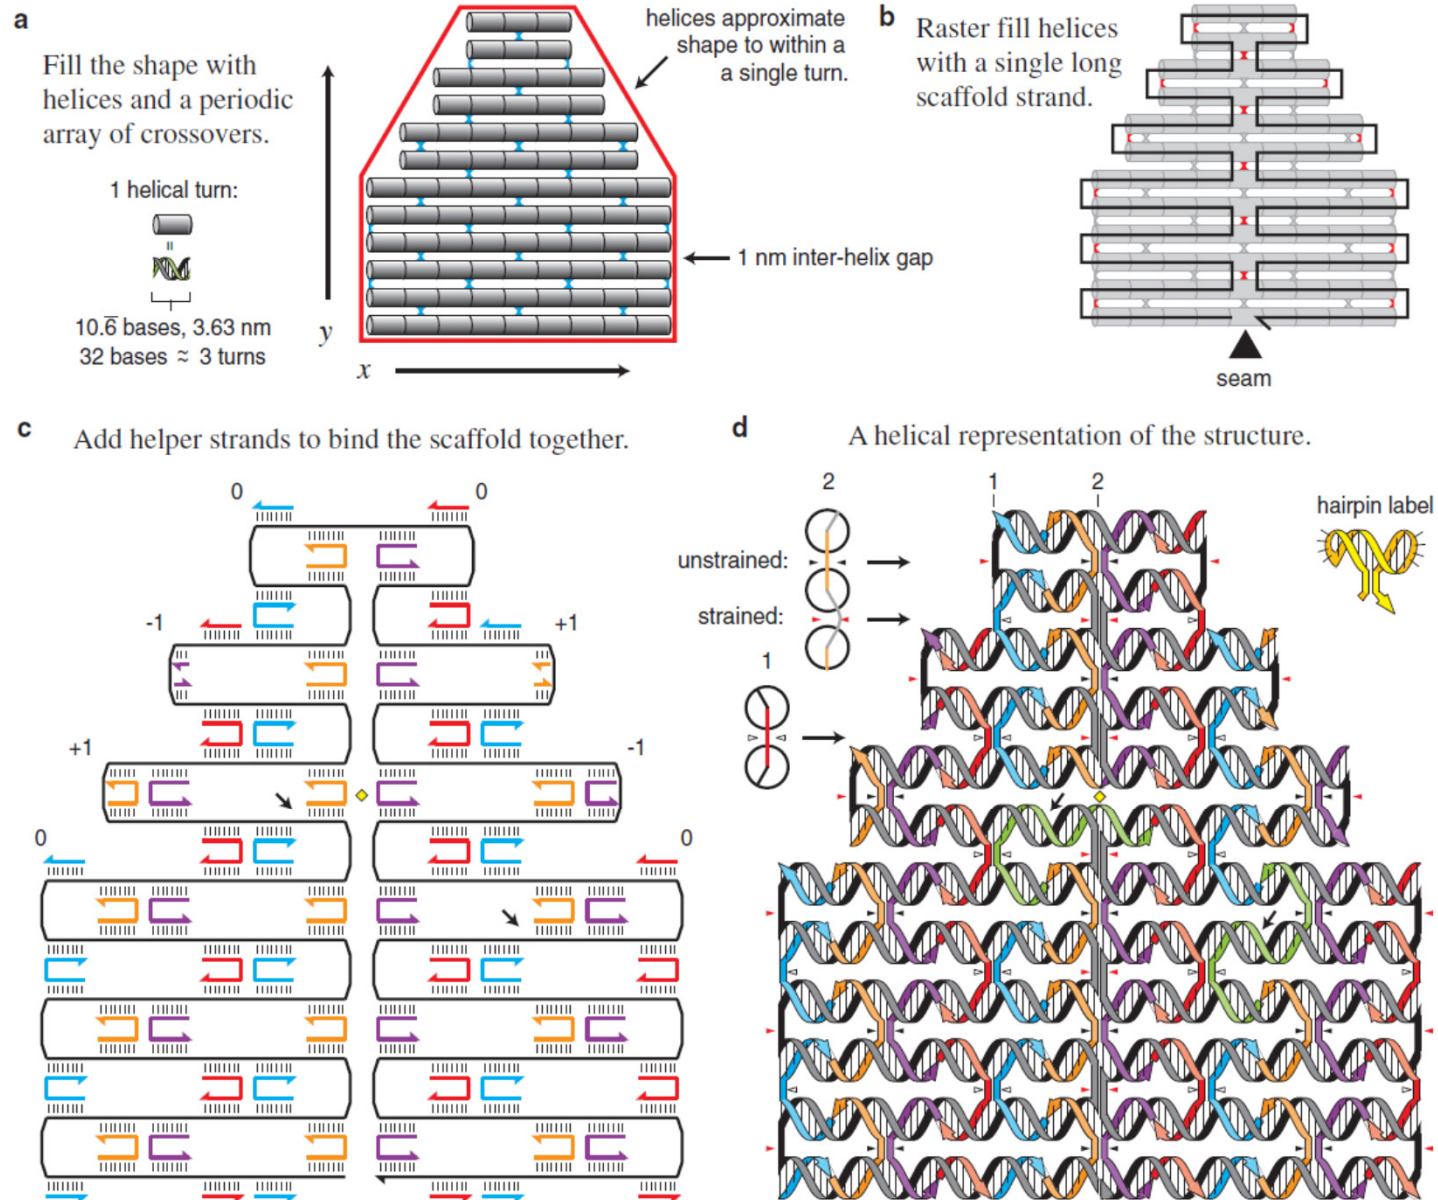 a
Fill the shape with
helices and a periodic
array of crossovers.
1 helical turn:
=
10.6̅ bases, 3.63 nm
32 bases ≈ 3 turns
y
x
helices approximate
shape to within a
a single turn.
1 nm inter-helix gap
b
Raster fill helices
with a single long
scaffold strand.
seam
c
Add helper strands to bind the scaffold together.
0 0
-1 +1
+1 -1
0 0
d
A helical representation of the structure.
2
1 2
hairpin label
unstrained:
strained:
1